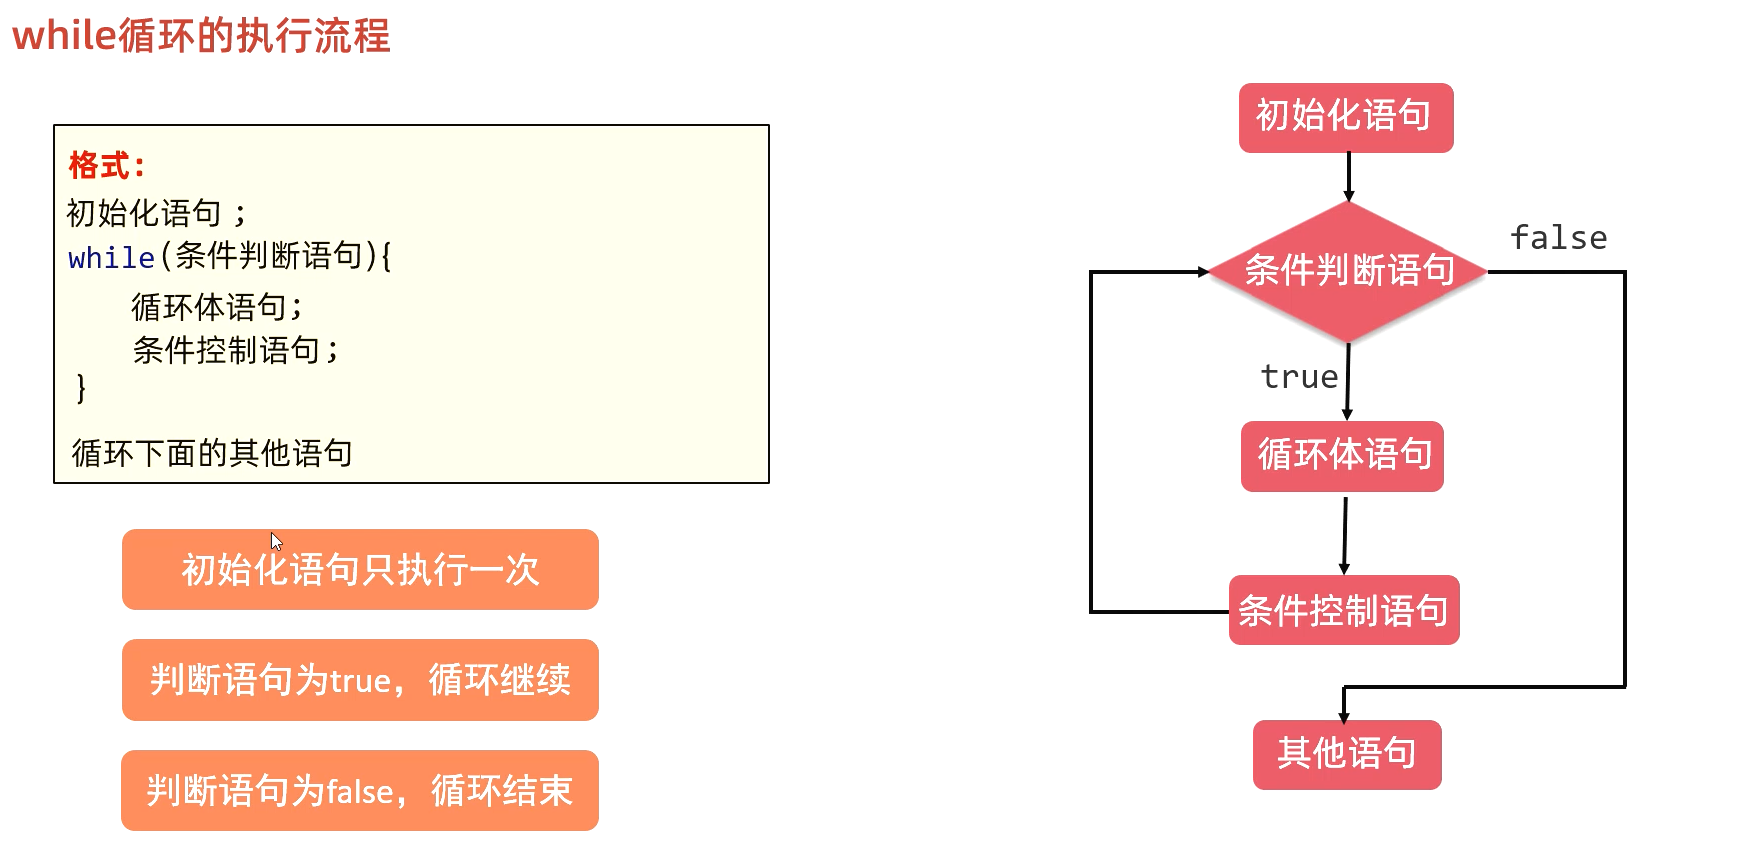 while循环的执行流程
格式：
初始化语句；
while(条件判断语句){
循环体语句;
条件控制语句;
}
循环下面的其他语句
初始化语句只执行一次
判断语句为true，循环继续
判断语句为false，循环结束
初始化语句
条件判断语句
false
true
循环体语句
条件控制语句
其他语句